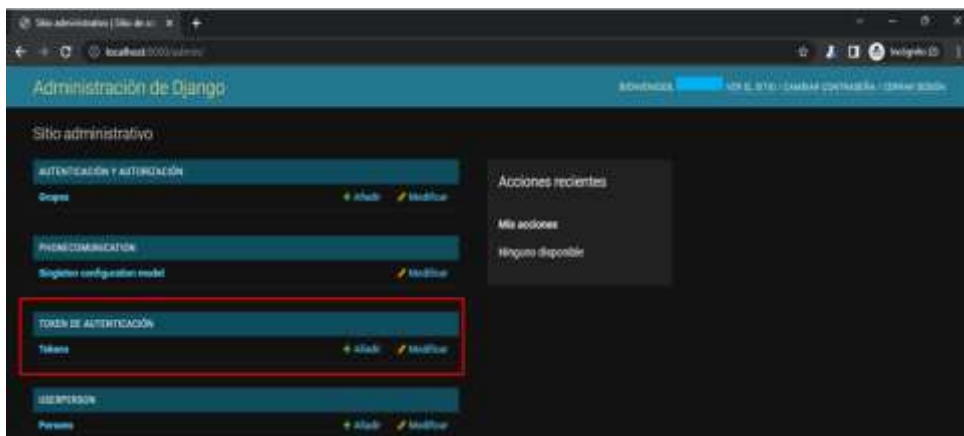 Sitio administrativo | Sitio de
localhost:8000/admin/
Incógnito (2)
Administración de Django
BIENVENIDO, VER EL SITIO / CAMBIAR CONTRASEÑA / CERRAR SESIÓN
Sitio administrativo
AUTENTICACIÓN Y AUTORIZACIÓN
Grupos Añadir Modificar
PHONECOMUNICATION
Singleton configuration model Modificar
TOKEN DE AUTENTICACIÓN
Tokens Añadir Modificar
USERPERSON
Persons Añadir Modificar
Acciones recientes
Mis acciones
Ninguno disponible